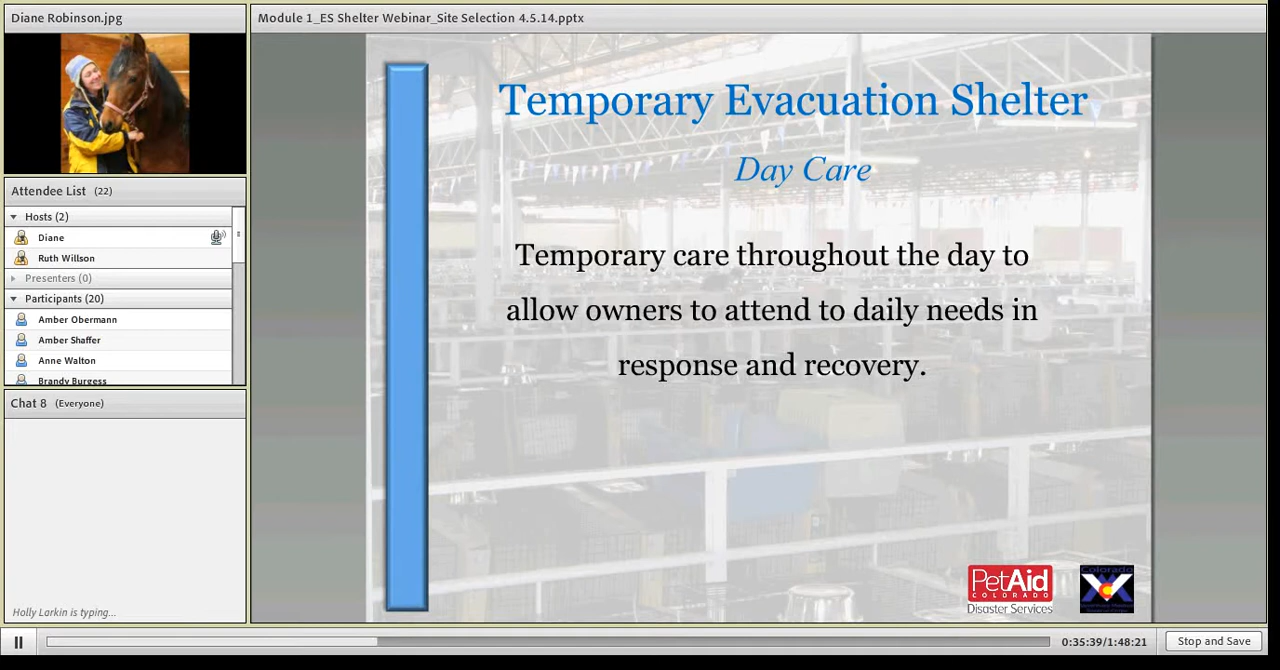 Diane Robinson.jpg
Attendee List (22)
Hosts (2)
Diane
Ruth Willson
Presenters (0)
Participants (20)
Amber Obermann
Amber Shaffer
Anne Walton
Brandy Burgess
Chat 8 (Everyone)
Holly Larkin is typing...
Module 1_ES Shelter Webinar_Site Selection 4.5.14.pptx
Temporary Evacuation Shelter
Day Care
Temporary care throughout the day to
allow owners to attend to daily needs in
response and recovery.
PetAid
COLORADO
Disaster Services
Colorado
0:35:39/1:48:21
Stop and Save